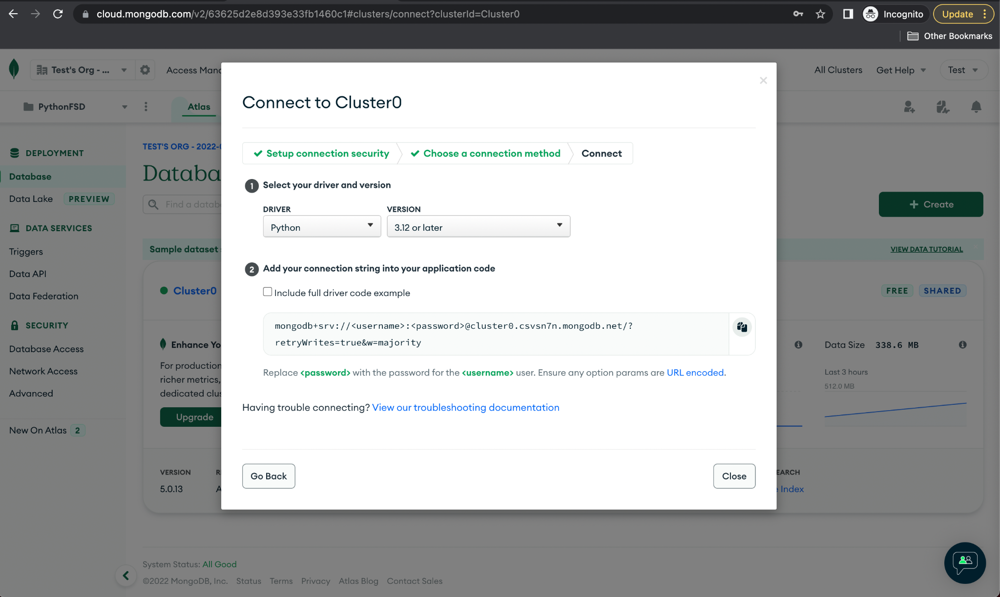 cloud.mongodb.com/v2/63625d2e8d393e33fb1460c1#clusters/connect?clusterId=Cluster0
Incognito
Update
Other Bookmarks
Test's Org - ...
Access Mana
All Clusters
Get Help
Test
PythonFSD
Atlas
DEPLOYMENT
Database
Data Lake PREVIEW
DATA SERVICES
Triggers
Data API
Data Federation
SECURITY
Database Access
Network Access
Advanced
New On Atlas 2
TEST'S ORG - 2022-
Databa
Find a databa
Create
Sample dataset
VIEW DATA TUTORIAL
Cluster0
FREE SHARED
Enhance Yo
For production
richer metrics,
dedicated clus
Upgrade
Data Size 338.6 MB
Last 3 hours
512.0 MB
VERSION
5.0.13
R
A
EARCH
e Index
Connect to Cluster0
Setup connection security
Choose a connection method
Connect
1 Select your driver and version
DRIVER
VERSION
Python
3.12 or later
2 Add your connection string into your application code
Include full driver code example
mongodb+srv://<username>:<password>@cluster0.csvsn7n.mongodb.net/?
retryWrites=true&w=majority
Replace <password> with the password for the <username> user. Ensure any option params are URL encoded.
Having trouble connecting? View our troubleshooting documentation
Go Back
Close
System Status: All Good
©2022 MongoDB, Inc. Status Terms Privacy Atlas Blog Contact Sales